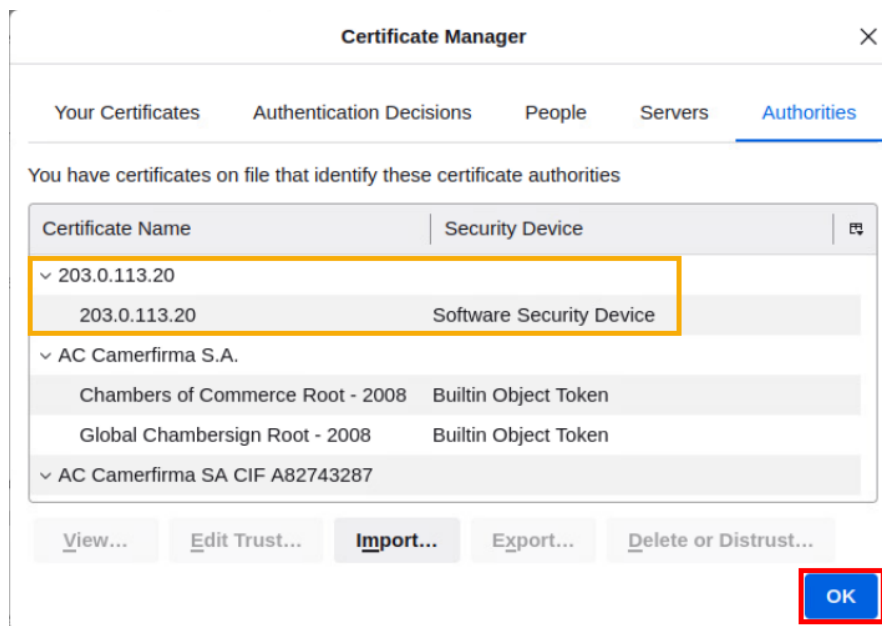 Certificate Manager
Your Certificates Authentication Decisions People Servers Authorities
You have certificates on file that identify these certificate authorities
Certificate Name Security Device
203.0.113.20
203.0.113.20 Software Security Device
AC Camerfirma S.A.
Chambers of Commerce Root - 2008 Builtin Object Token
Global Chambersign Root - 2008 Builtin Object Token
AC Camerfirma SA CIF A82743287
View... Edit Trust... Import... Export... Delete or Distrust...
OK